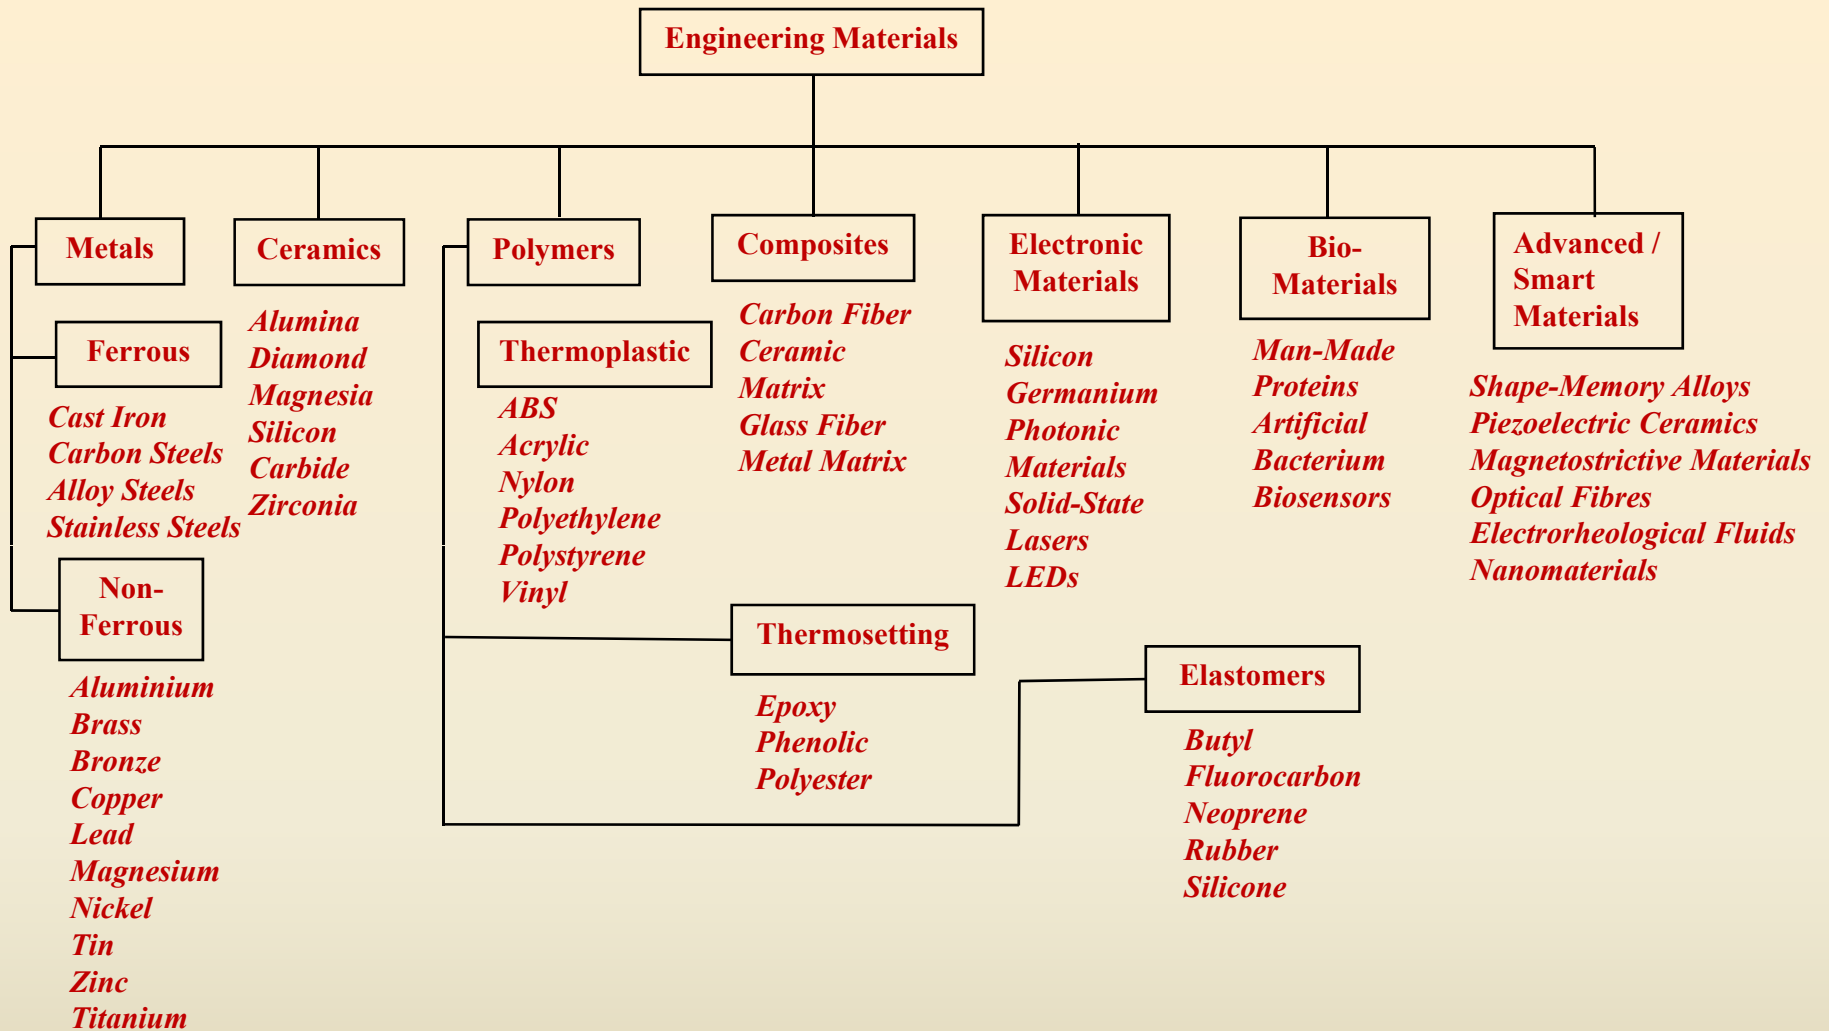 Engineering Materials
Metals
Ferrous
Cast Iron
Carbon Steels
Alloy Steels
Stainless Steels
Non-
Ferrous
Aluminium
Brass
Bronze
Copper
Lead
Magnesium
Nickel
Tin
Zinc
Titanium
Ceramics
Alumina
Diamond
Magnesia
Silicon
Carbide
Zirconia
Polymers
Thermoplastic
ABS
Acrylic
Nylon
Polyethylene
Polystyrene
Vinyl
Thermosetting
Epoxy
Phenolic
Polyester
Elastomers
Butyl
Fluorocarbon
Neoprene
Rubber
Silicone
Composites
Carbon Fiber
Ceramic
Matrix
Glass Fiber
Metal Matrix
Electronic
Materials
Silicon
Germanium
Photonic
Materials
Solid-State
Lasers
LEDs
Bio-
Materials
Man-Made
Proteins
Artificial
Bacterium
Biosensors
Advanced /
Smart
Materials
Shape-Memory Alloys
Piezoelectric Ceramics
Magnetostrictive Materials
Optical Fibres
Electrorheological Fluids
Nanomaterials